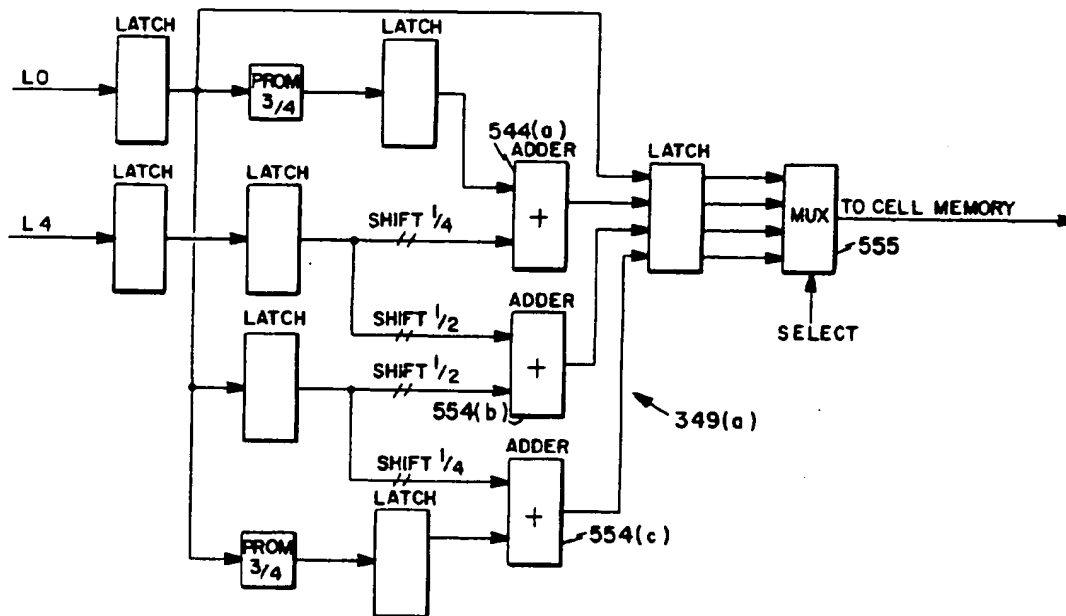 LATCH
LATCH
L0
PROM
3/4
544(a)
ADDER
LATCH
LATCH
LATCH
+
L4
SHIFT 1/4
MUX
TO CELL MEMORY
555
ADDER
LATCH
SHIFT 1/2
SELECT
+
SHIFT 1/2
554(b)
349(a)
ADDER
SHIFT 1/4
LATCH
+
PROM
3/4
554(c)